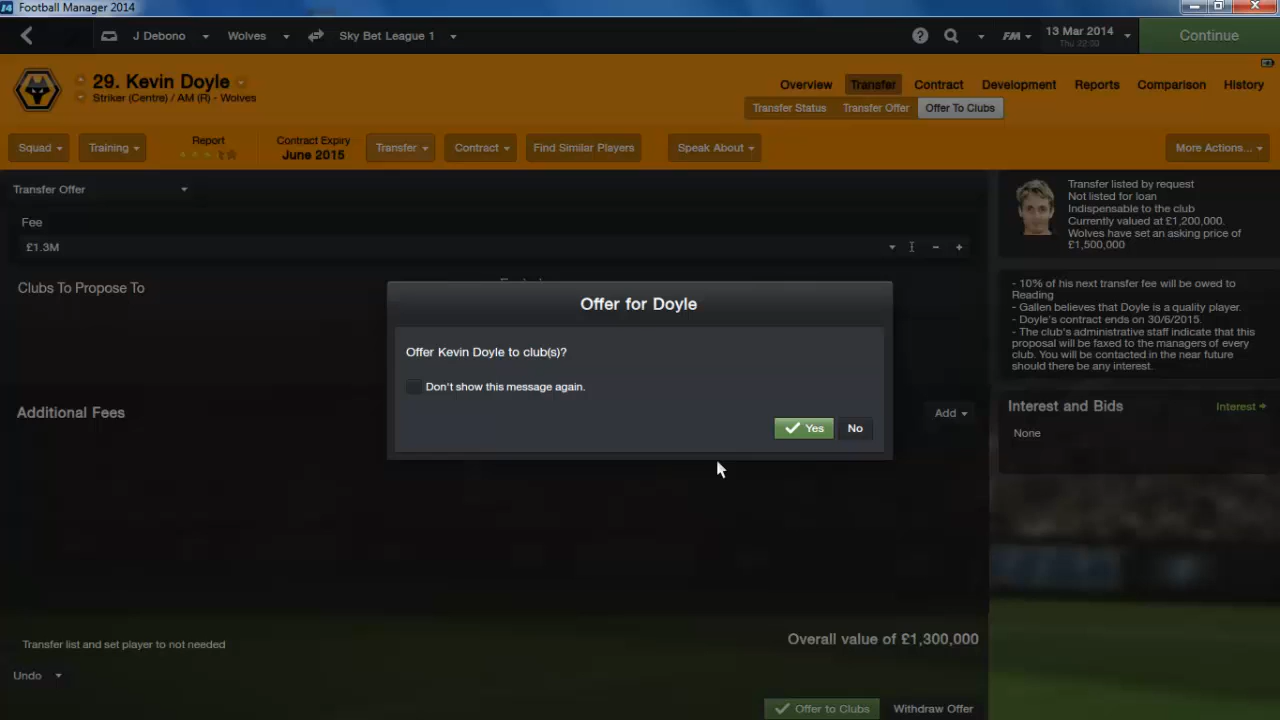 Football Manager 2014
J Debono
Wolves
Sky Bet League 1
FM
13 Mar 2014
Thu 22:00
Continue
29. Kevin Doyle
Striker (Centre) / AM (R) - Wolves
Overview
Transfer
Contract
Development
Reports
Comparison
History
Transfer Status
Transfer Offer
Offer To Clubs
Squad
Training
Report
Contract Expiry
June 2015
Transfer
Contract
Find Similar Players
Speak About
More Actions...
Transfer Offer
Fee
£1.3M
Clubs To Propose To
Transfer listed by request
Not listed for loan
Indispensable to the club
Currently valued at £1,200,000.
Wolves have set an asking price of
£1,500,000
- 10% of his next transfer fee will be owed to
Reading
- Gallen believes that Doyle is a quality player.
- Doyle's contract ends on 30/6/2015.
- The club's administrative staff indicate that this
proposal will be faxed to the managers of every
club. You will be contacted in the near future
should there be any interest.
Offer for Doyle
Offer Kevin Doyle to club(s)?
Don't show this message again.
Yes
No
Additional Fees
Add
Interest and Bids
Interest
None
Transfer list and set player to not needed
Overall value of £1,300,000
Undo
Offer to Clubs
Withdraw Offer